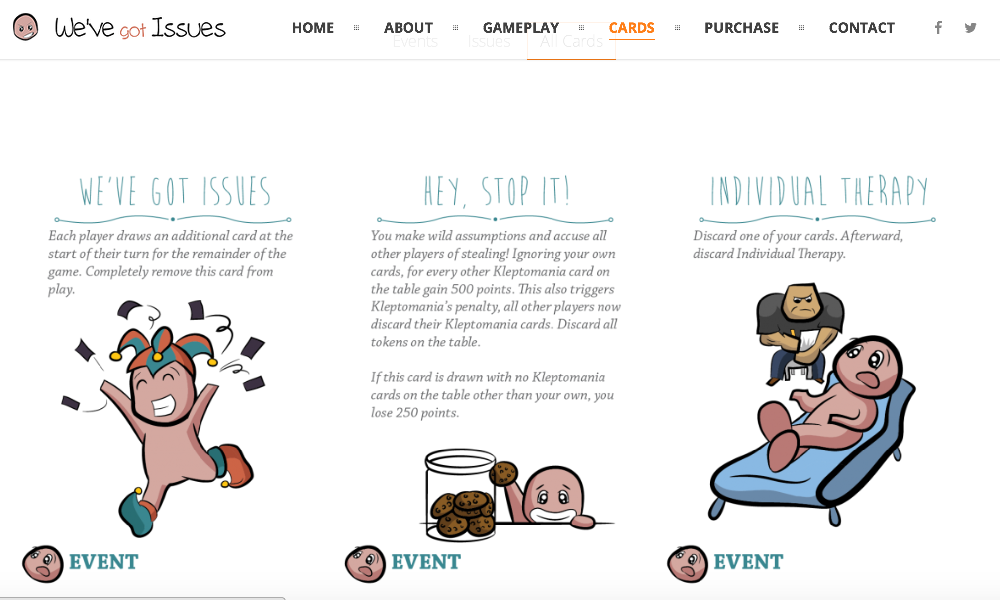 We've got Issues
HOME ABOUT GAMEPLAY CARDS PURCHASE CONTACT
Events Issues All Cards
WE'VE GOT ISSUES
Each player draws an additional card at the
start of their turn for the remainder of the
game. Completely remove this card from
play.
EVENT
HEY, STOP IT!
You make wild assumptions and accuse all
other players of stealing! Ignoring your own
cards, for every other Kleptomania card on
the table gain 500 points. This also triggers
Kleptomania's penalty, all other players now
discard their Kleptomania cards. Discard all
tokens on the table.
If this card is drawn with no Kleptomania
cards on the table other than your own, you
lose 250 points.
EVENT
INDIVIDUAL THERAPY
Discard one of your cards. Afterward,
discard Individual Therapy.
EVENT